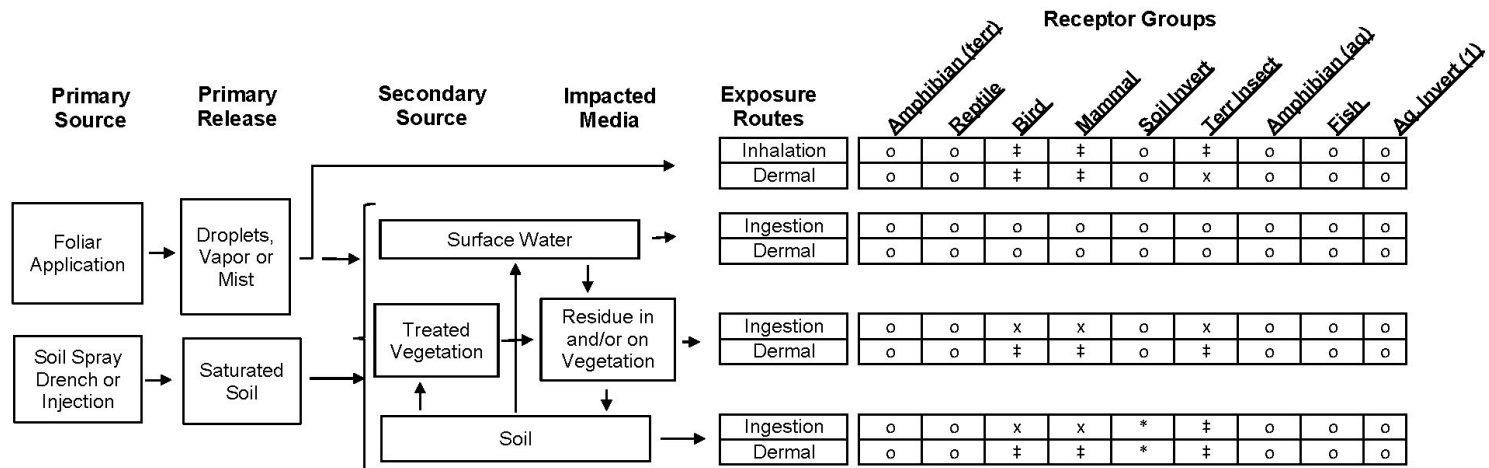 Receptor Groups
Primary Source
Primary Release
Secondary Source
Impacted Media
Exposure Routes
Amphibian (terr)
Reptile
Bird
Mammal
Soil Invert
Terr Insect
Amphibian (aq)
Fish
Aq. Invert (1)
Inhalation o o ‡ ‡ o ‡ o o o
Dermal o o ‡ ‡ o x o o o
Foliar
Application
Droplets,
Vapor or
Mist
Surface Water
Ingestion o o o o o o o o o
Dermal o o o o o o o o o
Soil Spray
Drench or
Injection
Saturated
Soil
Treated
Vegetation
Residue in
and/or on
Vegetation
Ingestion o o x x o x o o o
Dermal o o ‡ ‡ o ‡ o o o
Soil
Ingestion o o x x * ‡ o o o
Dermal o o ‡ ‡ * ‡ o o o